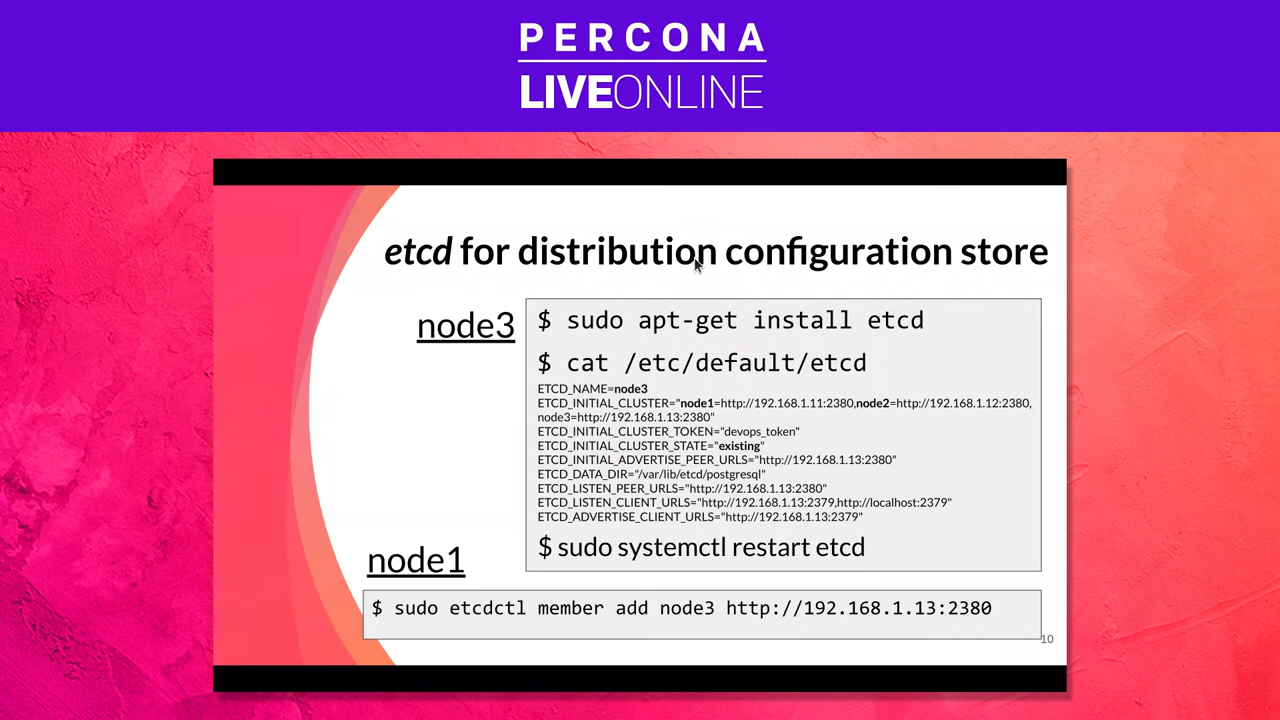 PERCONA
LIVEONLINE
etcd for distribution configuration store
node3
$ sudo apt-get install etcd
$ cat /etc/default/etcd
ETCD_NAME=node3
ETCD_INITIAL_CLUSTER="node1=http://192.168.1.11:2380,node2=http://192.168.1.12:2380,
node3=http://192.168.1.13:2380"
ETCD_INITIAL_CLUSTER_TOKEN="devops_token"
ETCD_INITIAL_CLUSTER_STATE="existing"
ETCD_INITIAL_ADVERTISE_PEER_URLS="http://192.168.1.13:2380"
ETCD_DATA_DIR="/var/lib/etcd/postgresql"
ETCD_LISTEN_PEER_URLS="http://192.168.1.13:2380"
ETCD_LISTEN_CLIENT_URLS="http://192.168.1.13:2379,http://localhost:2379"
ETCD_ADVERTISE_CLIENT_URLS="http://192.168.1.13:2379"
$ sudo systemctl restart etcd
node1
$ sudo etcdctl member add node3 http://192.168.1.13:2380
10